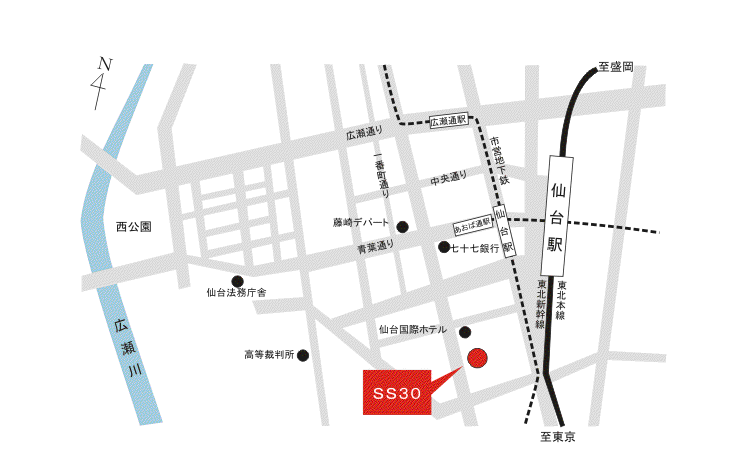 N
至盛岡
広瀬通駅
広瀬通り
市営地下鉄
一番町通り
中央通り
仙台駅
西公園
藤崎デパート
あおば通駅
仙台駅
青葉通り
七十七銀行
仙台法務庁舎
東北新幹線
東北本線
広瀬川
仙台国際ホテル
高等裁判所
SS30
至東京